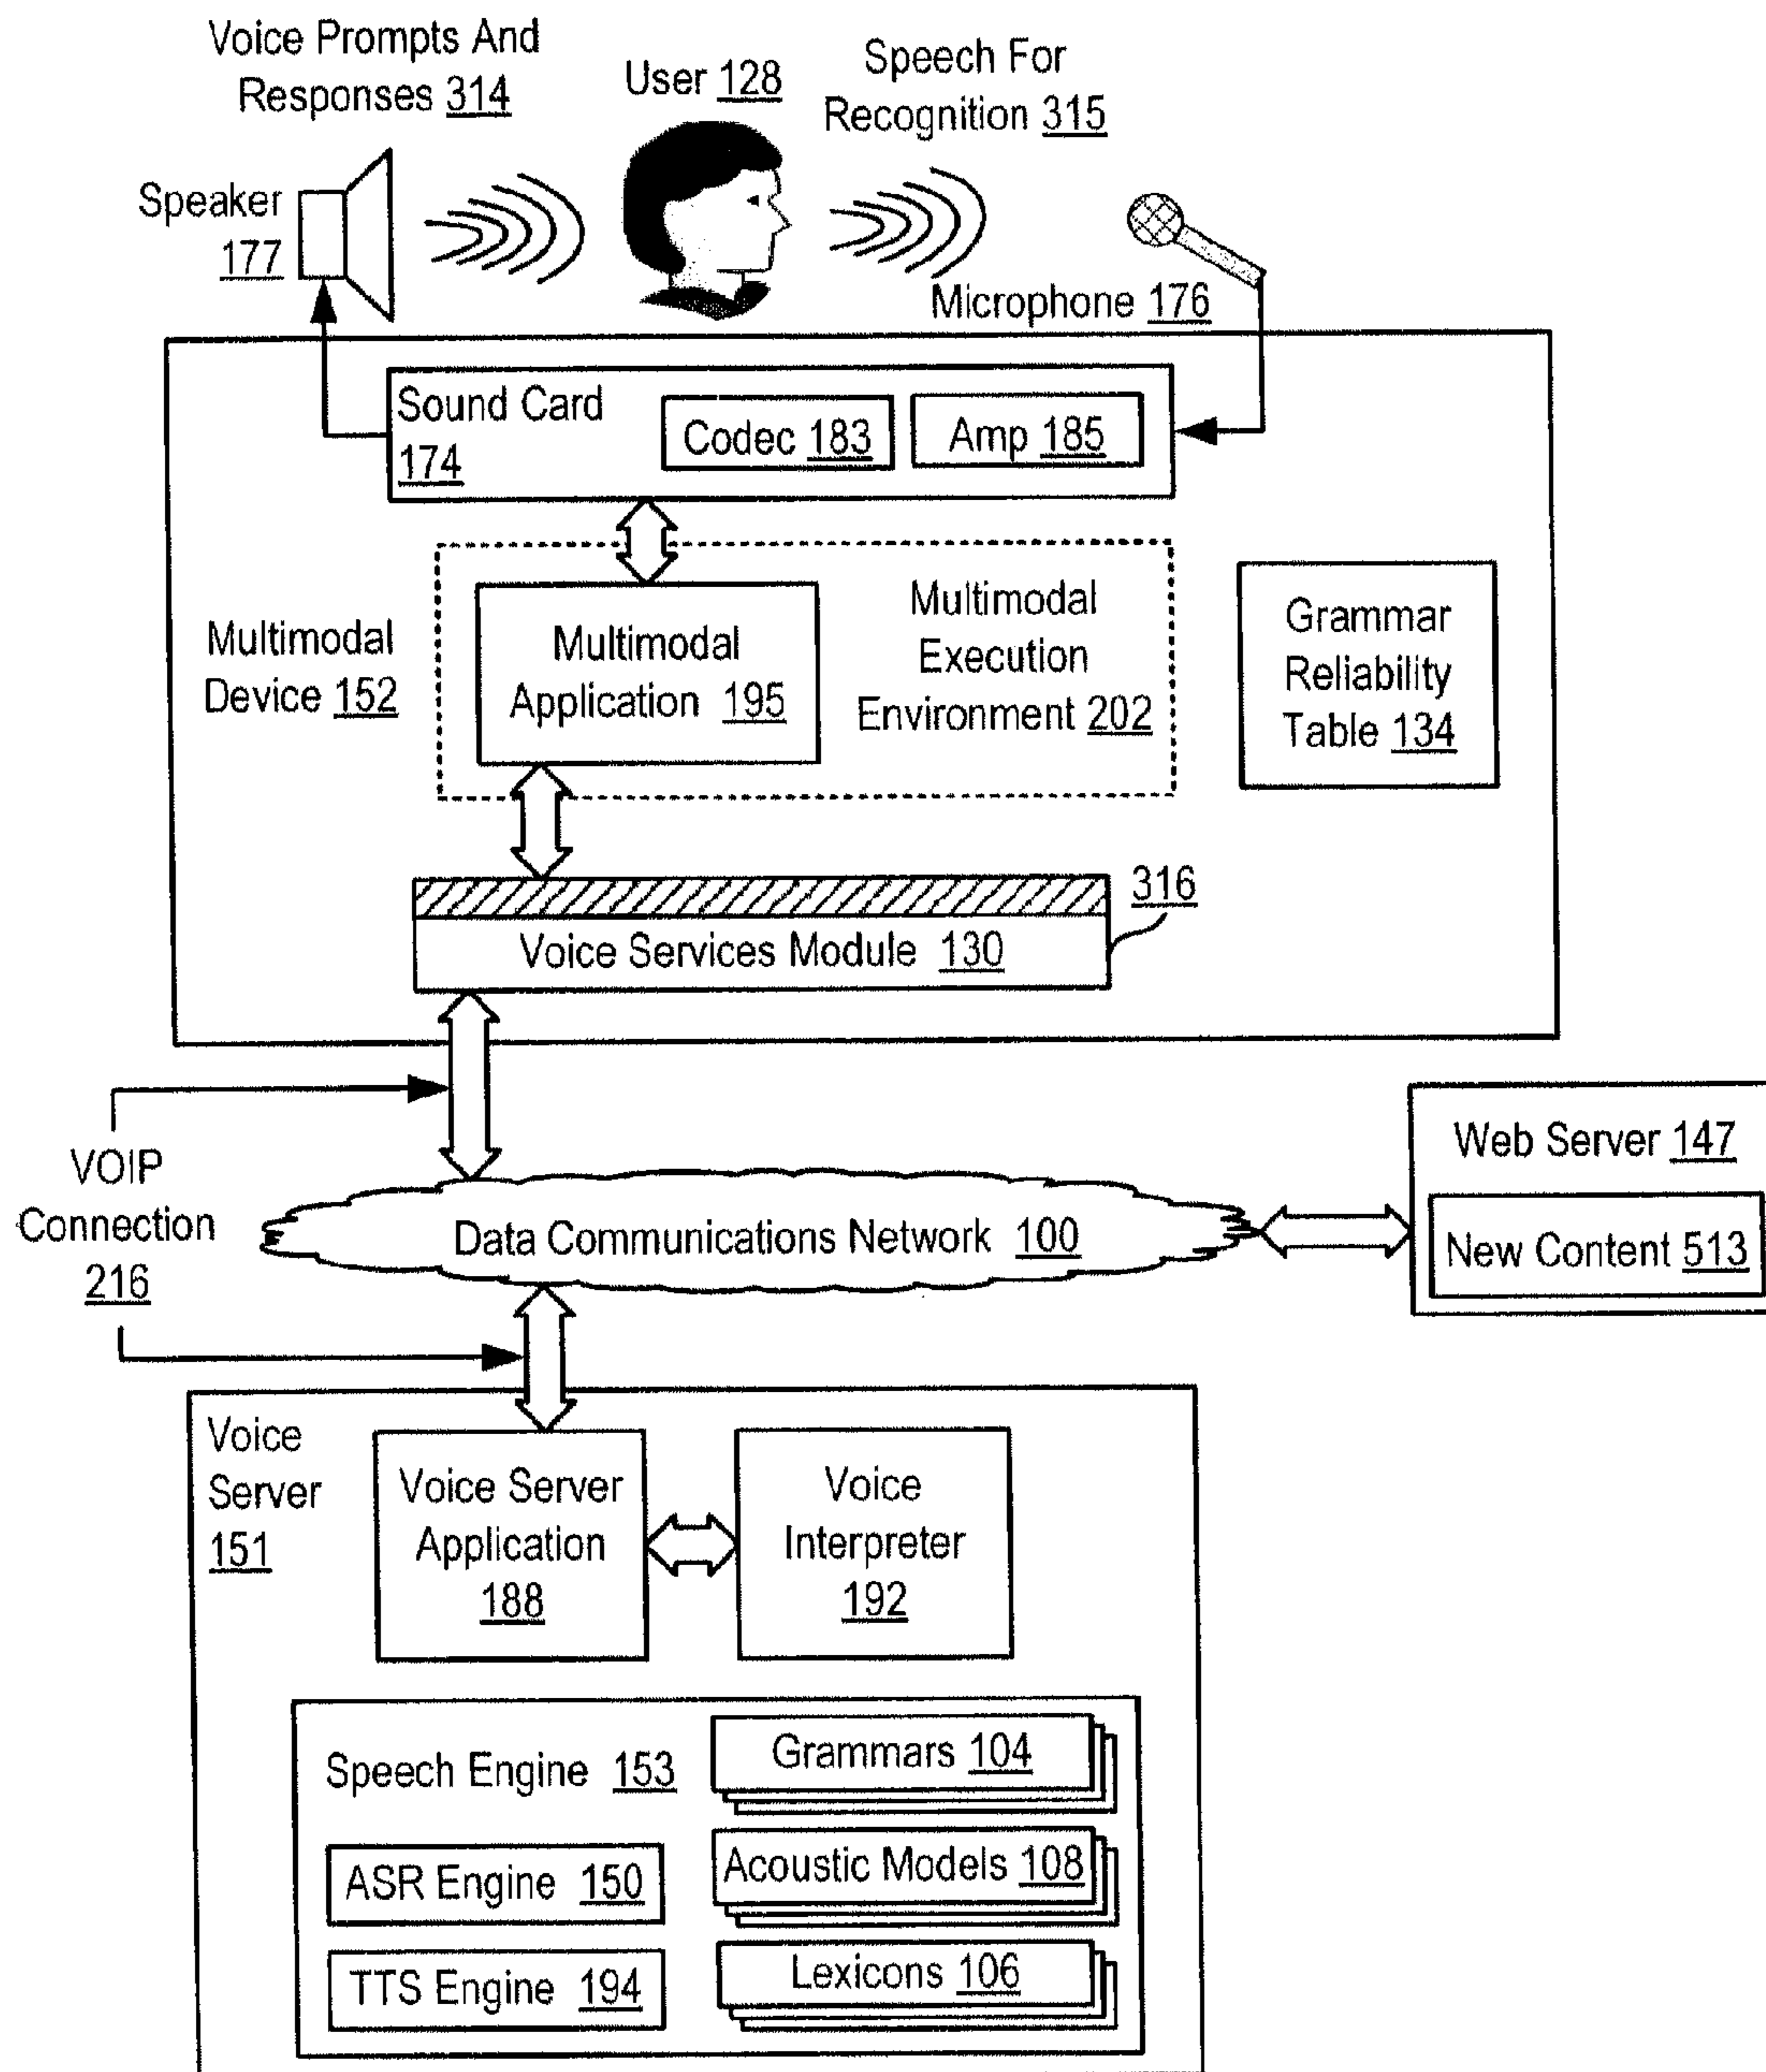 Voice Prompts And
Responses 314
User 128
Speech For
Recognition 315
Speaker
177
Microphone 176
Sound Card
174
Codec 183
Amp 185
Multimodal
Device 152
Multimodal
Application 195
Multimodal
Execution
Environment 202
Grammar
Reliability
Table 134
316
Voice Services Module 130
VOIP
Connection
216
Data Communications Network 100
Web Server 147
New Content 513
Voice
Server
151
Voice Server
Application
188
Voice
Interpreter
192
Speech Engine 153
Grammars 104
ASR Engine 150
Acoustic Models 108
TTS Engine 194
Lexicons 106